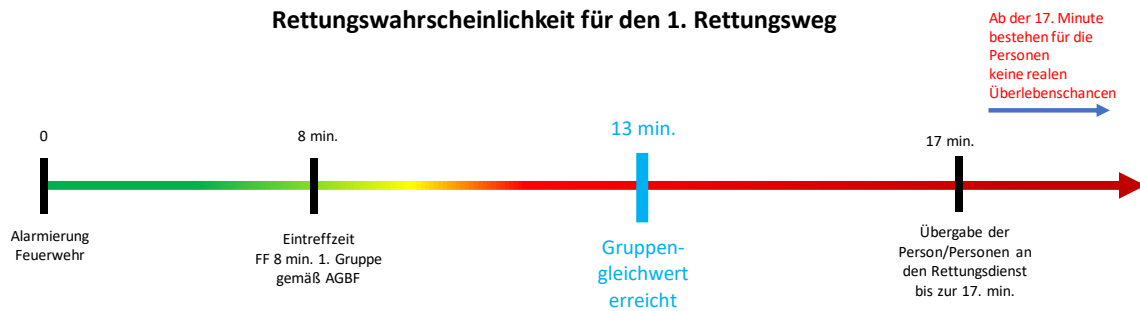 Rettungswahrscheinlichkeit für den 1. Rettungsweg
Ab der 17. Minute
bestehen für die
Personen
keine realen
Überlebenschancen
0
8 min.
13 min.
17 min.
Alarmierung
Feuerwehr
Eintreffzeit
FF 8 min. 1. Gruppe
gemäß AGBF
Gruppen-
gleichwert
erreicht
Übergabe der
Person/Personen an
den Rettungsdienst
bis zur 17. min.